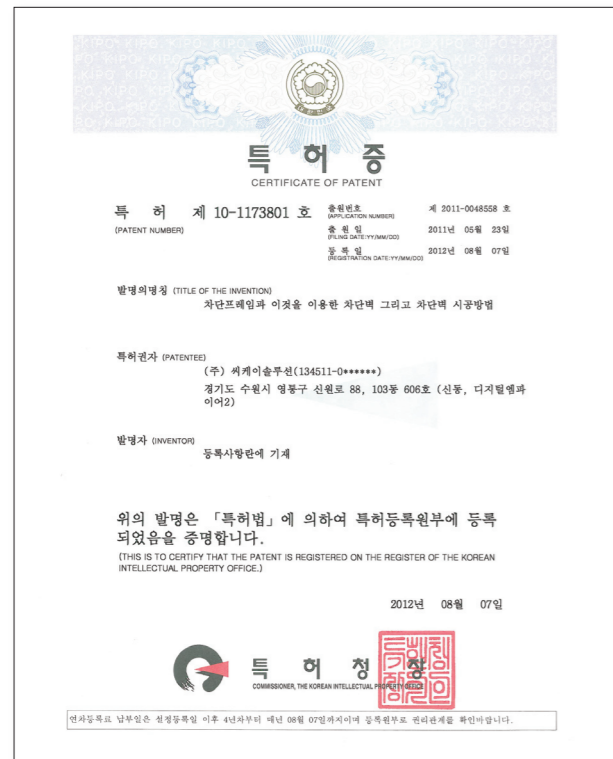 특 허 증
CERTIFICATE OF PATENT
특 허 제 10-1173801 호
(PATENT NUMBER)
출원번호 제 2011-0048558 호
(APPLICATION NUMBER)
출 원 일 2011년 05월 23일
(FILING DATE:YY/MM/DD)
등 록 일 2012년 08월 07일
(REGISTRATION DATE:YY/MM/DD)
발명의명칭 (TITLE OF THE INVENTION)
차단프레임과 이것을 이용한 차단벽 그리고 차단벽 시공방법
특허권자 (PATENTEE)
(주) 씨케이솔루션(134511-0******)
경기도 수원시 영통구 신원로 88, 103동 606호 (신동, 디지털엠파
이어2)
발명자 (INVENTOR)
등록사항란에 기재
위의 발명은 「특허법」에 의하여 특허등록원부에 등록
되었음을 증명합니다.
(THIS IS TO CERTIFY THAT THE PATENT IS REGISTERED ON THE REGISTER OF THE KOREAN
INTELLECTUAL PROPERTY OFFICE.)
2012년 08월 07일
특 허 청 장
COMMISSIONER, THE KOREAN INTELLECTUAL PROPERTY OFFICE
연차등록료 납부일은 설정등록일 이후 4년차부터 매년 08월 07일까지이며 등록원부로 권리관계를 확인바랍니다.